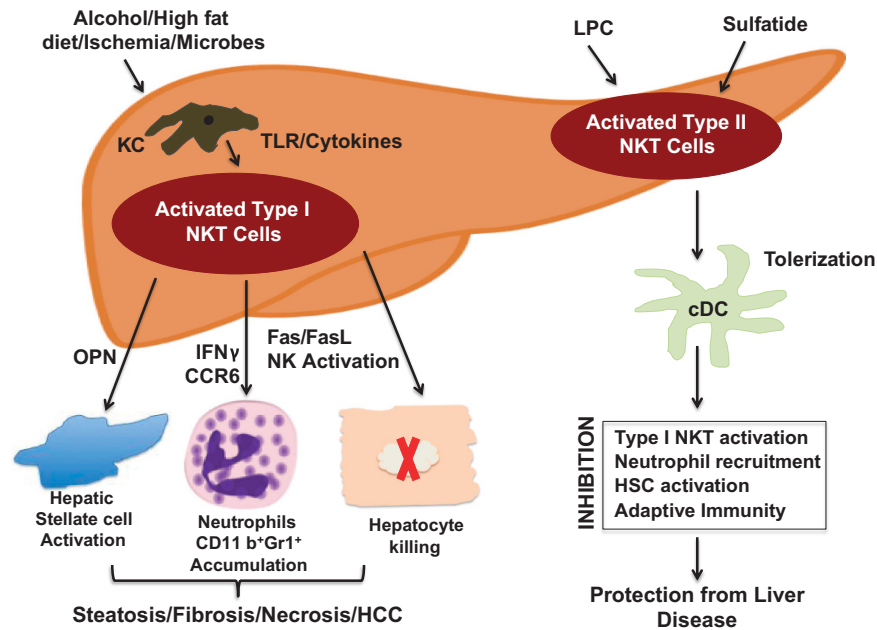 Alcohol/High fat
diet/Ischemia/Microbes
KC
TLR/Cytokines
Activated Type I
NKT Cells
OPN
IFNγ
CCR6
Fas/FasL
NK Activation
Hepatic
Stellate cell
Activation
Neutrophils
CD11 b⁺Gr1⁺
Accumulation
Hepatocyte
killing
Steatosis/Fibrosis/Necrosis/HCC
LPC
Sulfatide
Activated Type II
NKT Cells
Tolerization
cDC
INHIBITION
Type I NKT activation
Neutrophil recruitment
HSC activation
Adaptive Immunity
Protection from Liver
Disease